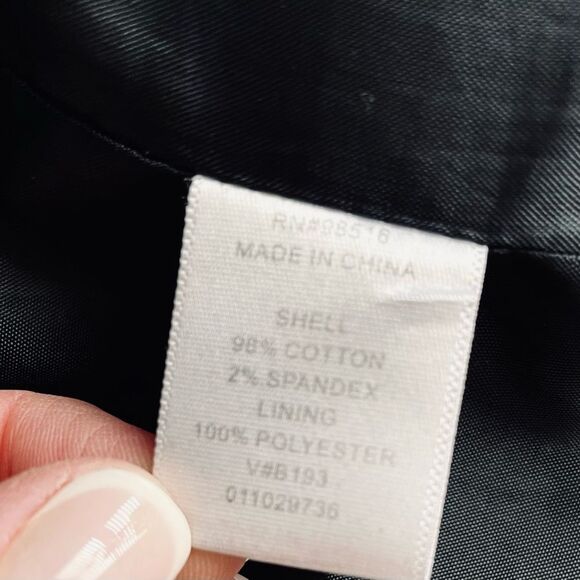 RN#98516
MADE IN CHINA
SHELL
98% COTTON
2% SPANDEX
LINING
100% POLYESTER
V#B193
011029736